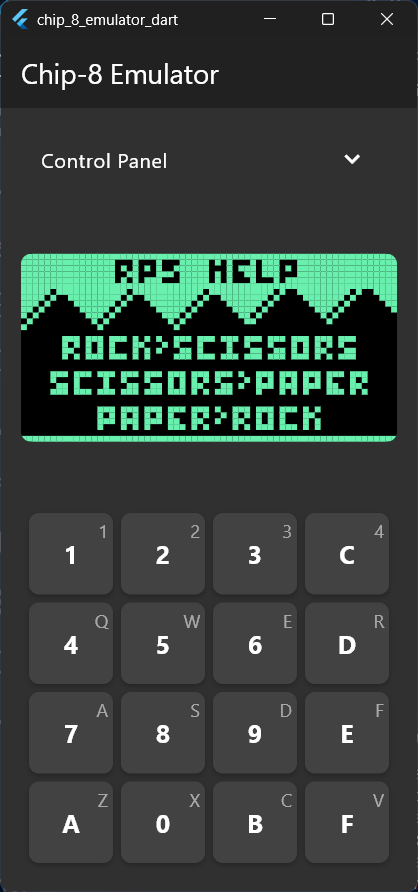 chip_8_emulator_dart
Chip-8 Emulator
Control Panel
RPS HELP
ROCK>SCISSORS
SCISSORS>PAPER
PAPER>ROCK
1 2 3 4
1 2 3 C
Q W E R
4 5 6 D
A S D F
7 8 9 E
Z X C V
A 0 B F